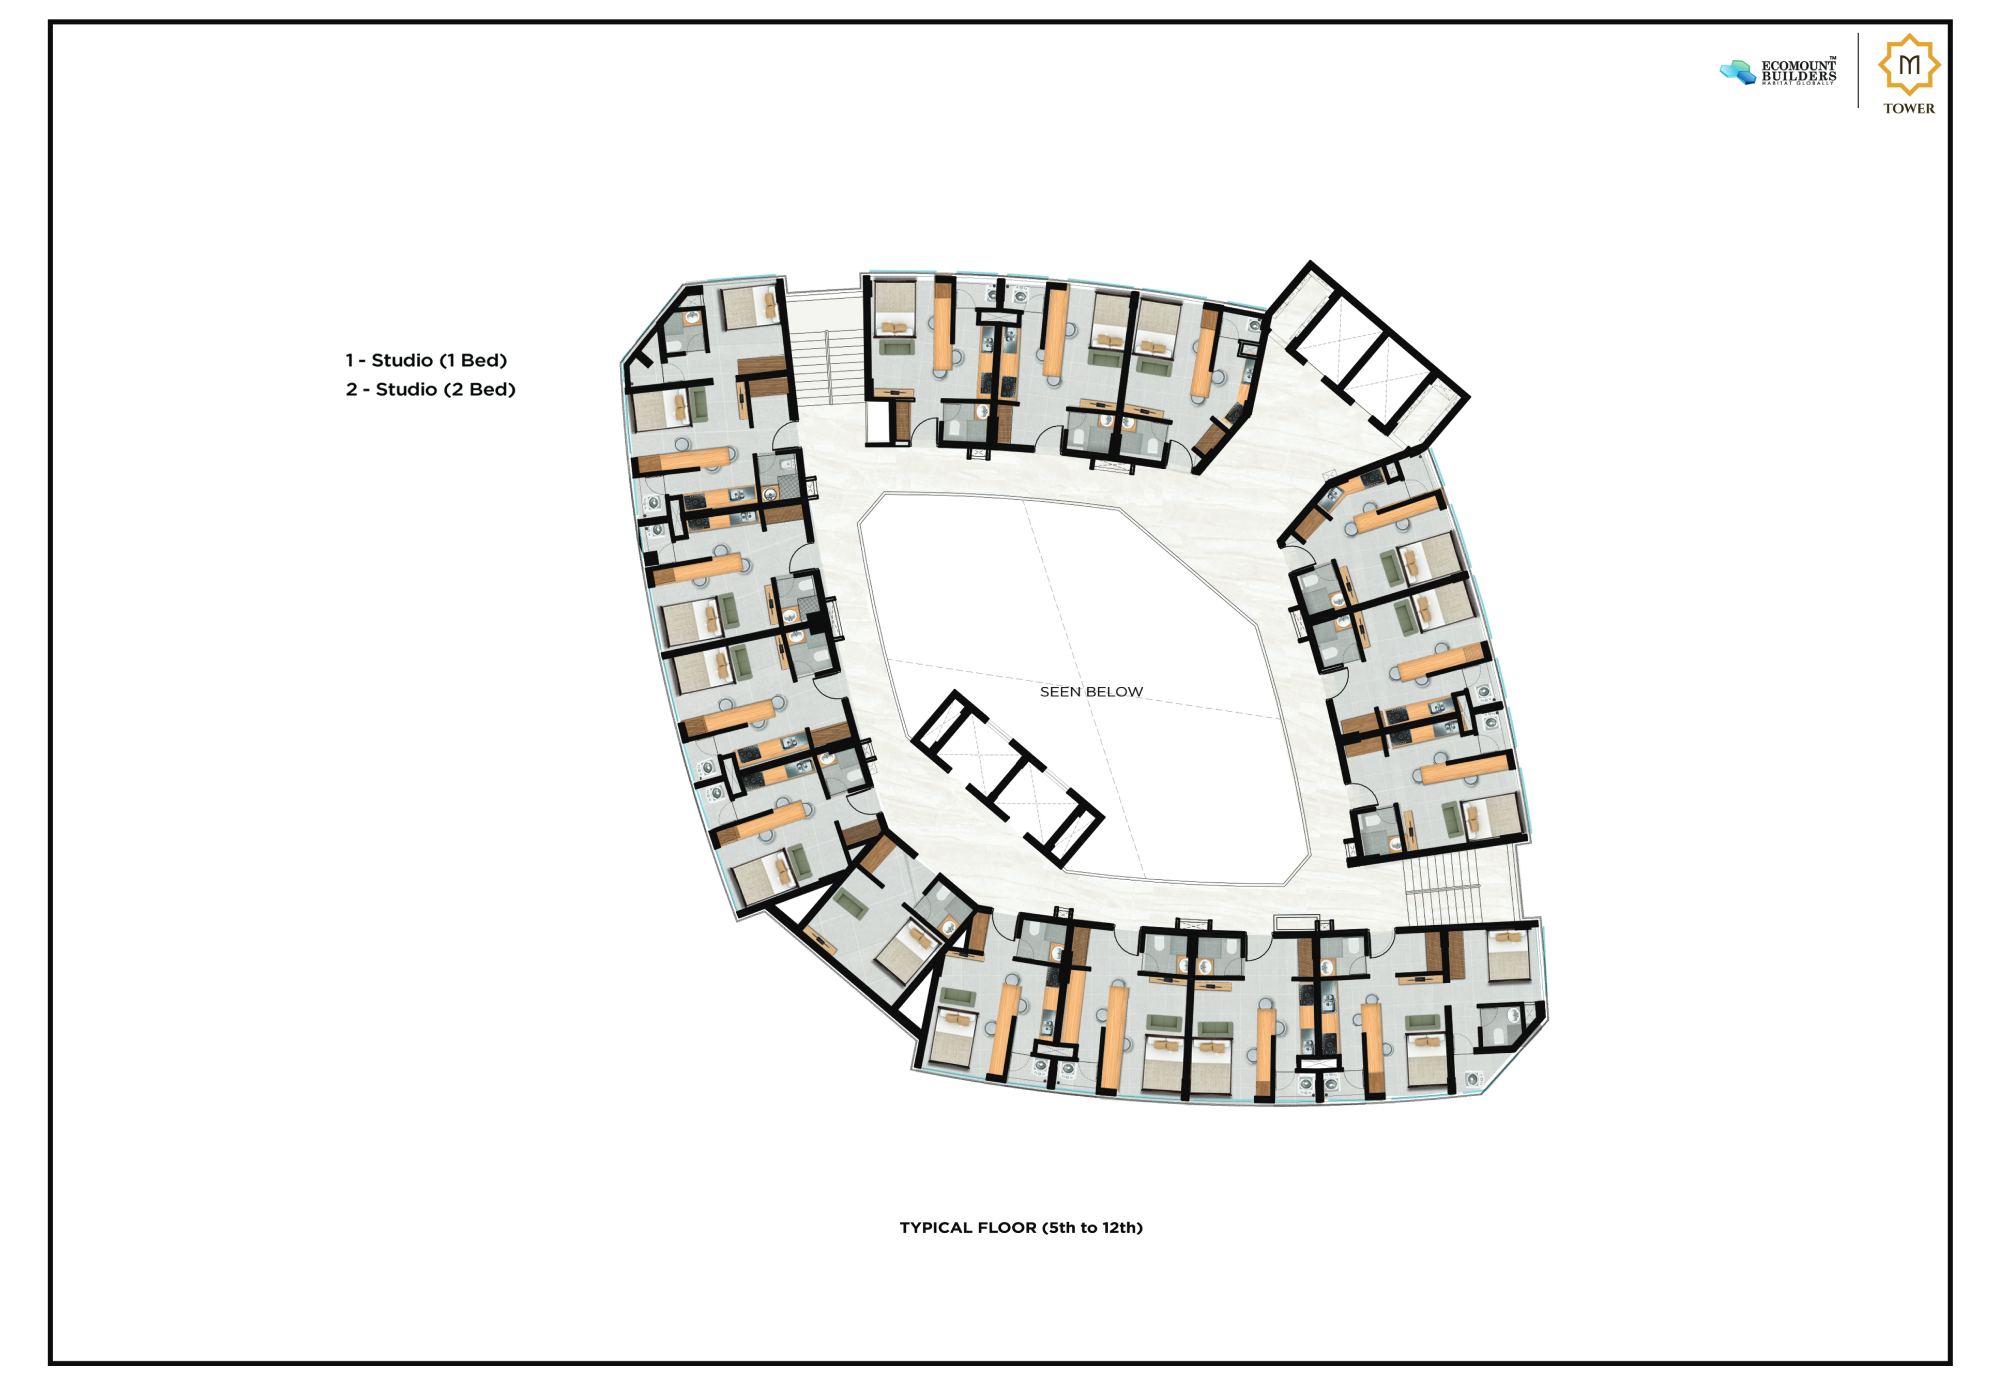 ECOMOUNT™
BUILDERS
HABITAT GLOBALLY
M
TOWER
1 - Studio (1 Bed)
2 - Studio (2 Bed)
SEEN BELOW
TYPICAL FLOOR (5th to 12th)